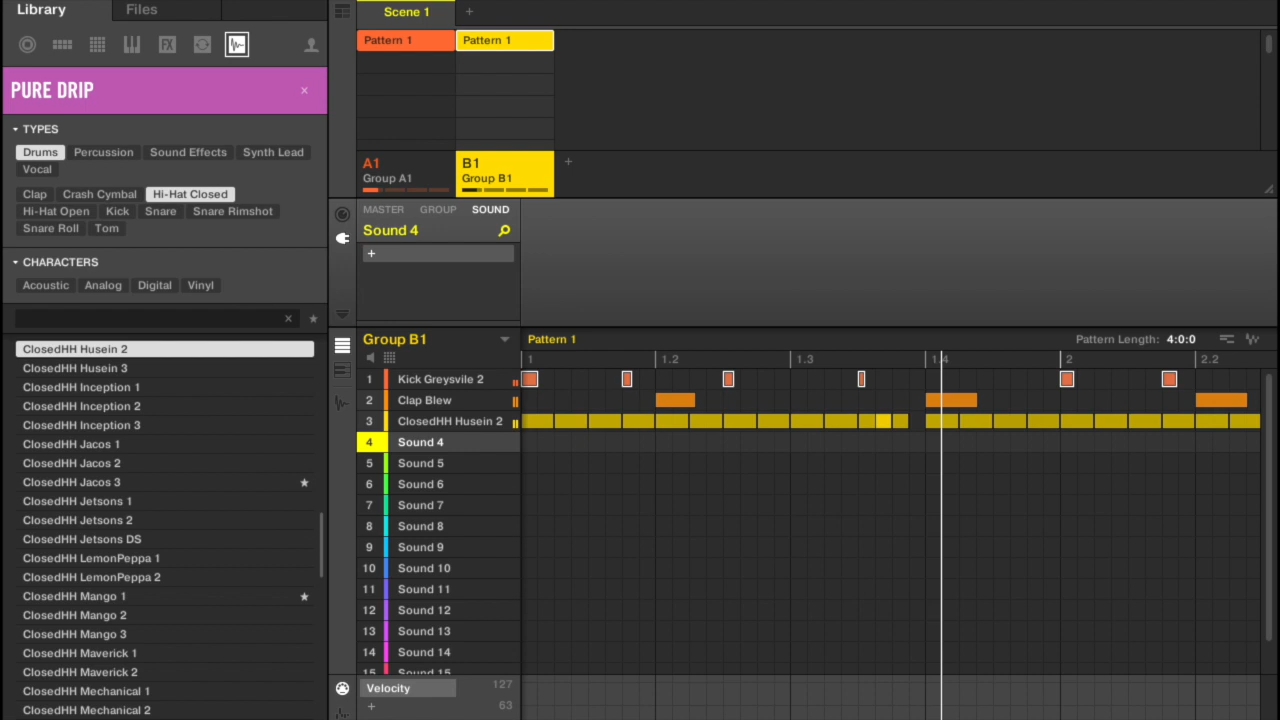 Library Files
PURE DRIP ×
TYPES
Drums Percussion Sound Effects Synth Lead
Vocal
Clap Crash Cymbal Hi-Hat Closed
Hi-Hat Open Kick Snare Snare Rimshot
Snare Roll Tom
CHARACTERS
Acoustic Analog Digital Vinyl
ClosedHH Husein 2
ClosedHH Husein 3
ClosedHH Inception 1
ClosedHH Inception 2
ClosedHH Inception 3
ClosedHH Jacos 1
ClosedHH Jacos 2
ClosedHH Jacos 3
ClosedHH Jetsons 1
ClosedHH Jetsons 2
ClosedHH Jetsons DS
ClosedHH LemonPeppa 1
ClosedHH LemonPeppa 2
ClosedHH Mango 1
ClosedHH Mango 2
ClosedHH Mango 3
ClosedHH Maverick 1
ClosedHH Maverick 2
ClosedHH Mechanical 1
ClosedHH Mechanical 2
Scene 1 +
Pattern 1 Pattern 1
A1 B1 +
Group A1 Group B1
FX
MASTER GROUP SOUND
Sound 4
+
Group B1 Pattern 1 Pattern Length: 4:0:0
1 1.2 1.3 1.4 2 2.2
1 Kick Greysvile 2
2 Clap Blew
3 ClosedHH Husein 2
4 Sound 4
5 Sound 5
6 Sound 6
7 Sound 7
8 Sound 8
9 Sound 9
10 Sound 10
11 Sound 11
12 Sound 12
13 Sound 13
14 Sound 14
15 Sound 15
Velocity 127
+ 63